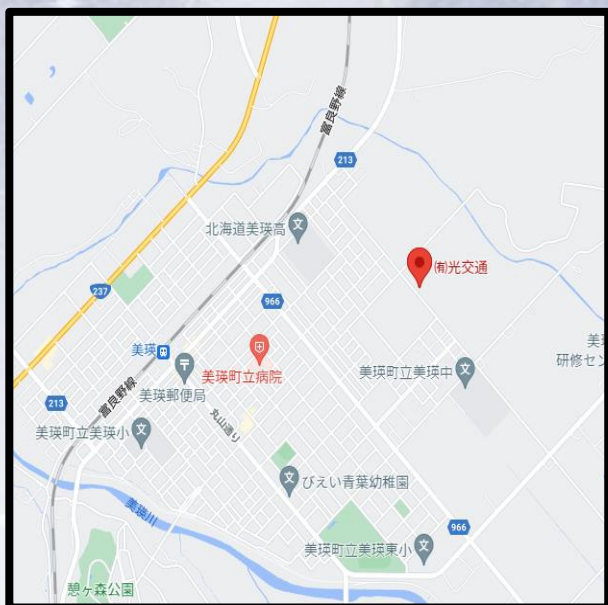 富良野線
213
北海道美瑛高
㈲光交通
237
966
美瑛
美瑛町立病院
美瑛郵便局
美瑛町立美瑛中
研修セン
富良野線
213
美瑛町立美瑛小
丸山通り
びえい青葉幼稚園
美瑛川
966
美瑛町立美瑛東小
憩ヶ森公園